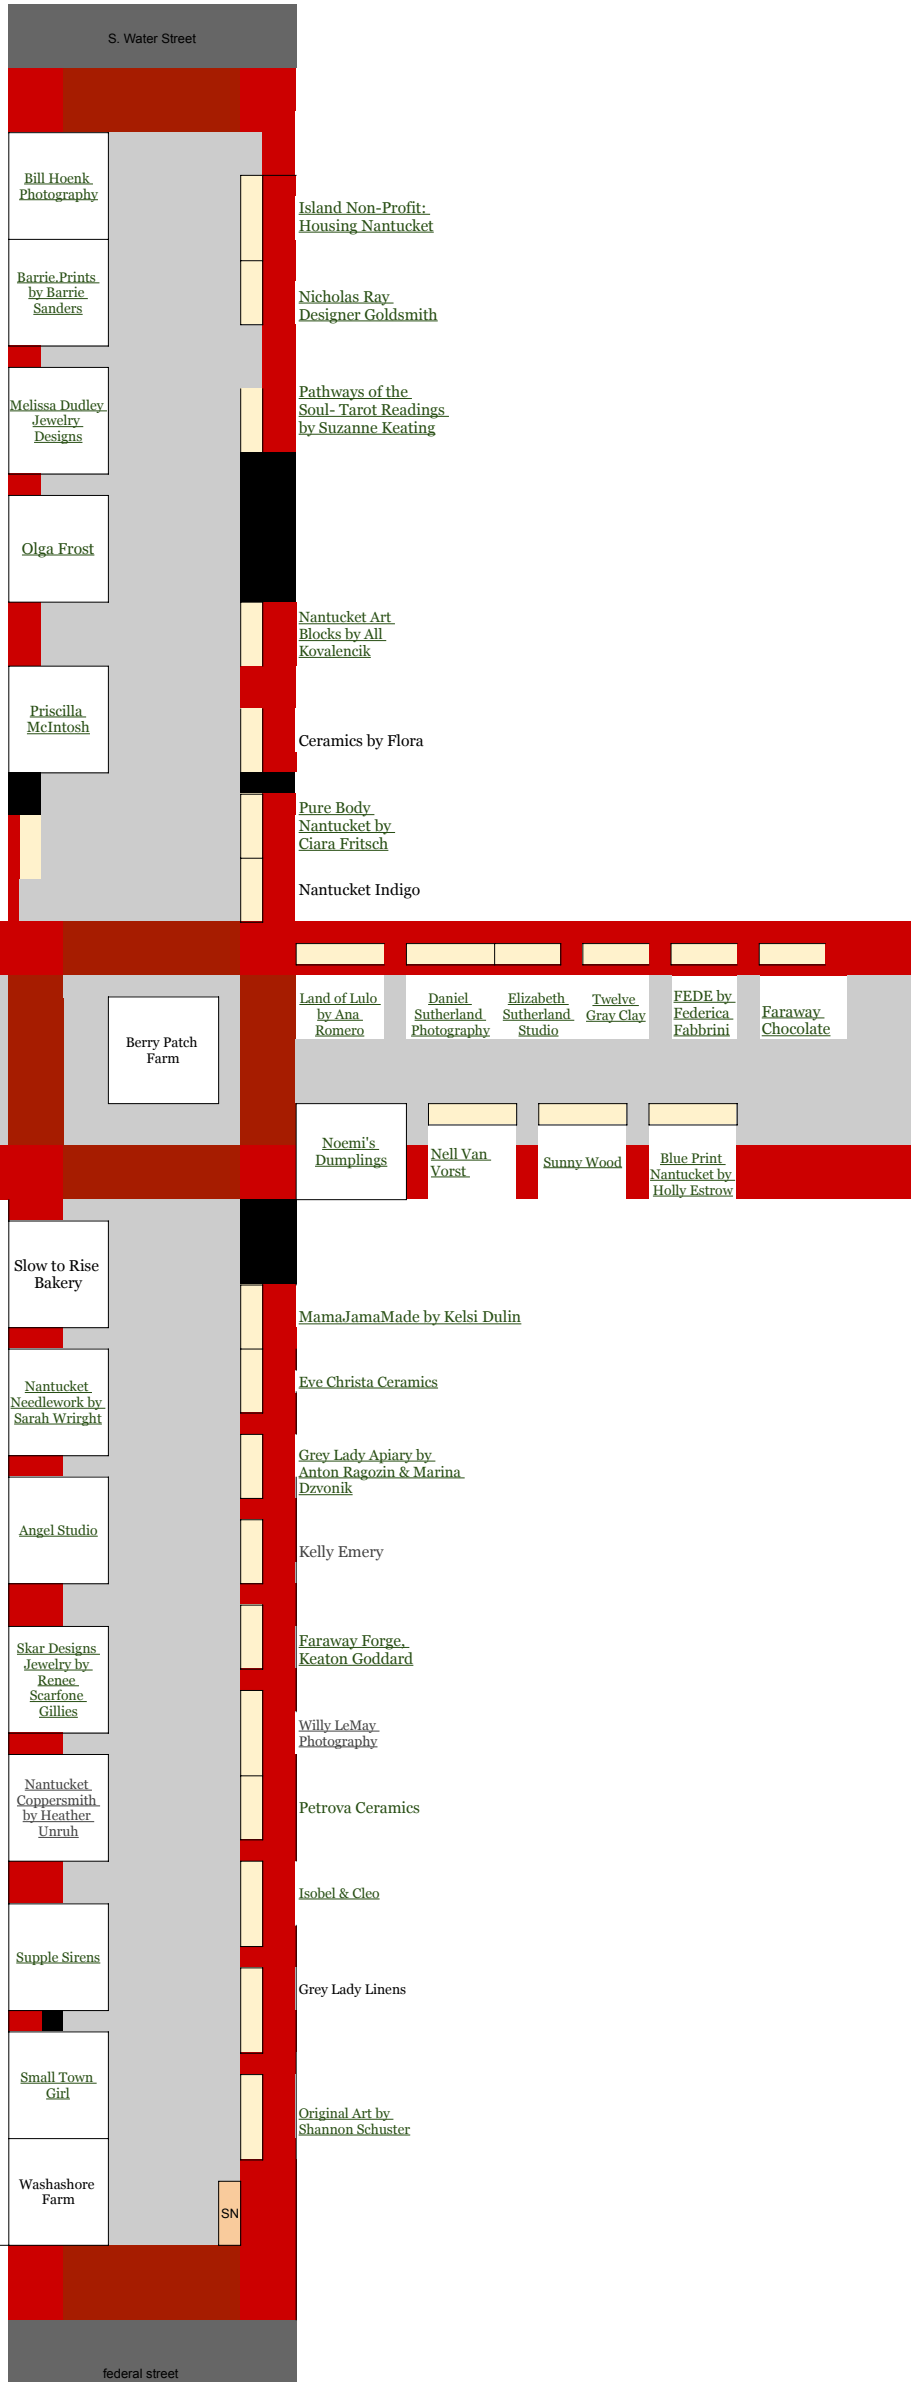 S. Water Street
Bill Hoenk
Photography
Island Non-Profit:
Housing Nantucket
Barrie.Prints
by Barrie
Sanders
Nicholas Ray
Designer Goldsmith
Melissa Dudley
Jewelry
Designs
Pathways of the
Soul- Tarot Readings
by Suzanne Keating
Olga Frost
Nantucket Art
Blocks by All
Kovalencik
Priscilla
McIntosh
Ceramics by Flora
Pure Body
Nantucket by
Ciara Fritsch
Nantucket Indigo
Land of Lulo
by Ana
Romero
Daniel
Sutherland
Photography
Elizabeth
Sutherland
Studio
Twelve
Gray Clay
FEDE by
Federica
Fabbrini
Faraway
Chocolate
Berry Patch
Farm
Noemi's
Dumplings
Nell Van
Vorst
Sunny Wood
Blue Print
Nantucket by
Holly Estrow
Slow to Rise
Bakery
MamaJamaMade by Kelsi Dulin
Nantucket
Needlework by
Sarah Wrirght
Eve Christa Ceramics
Grey Lady Apiary by
Anton Ragozin & Marina
Dzvonik
Angel Studio
Kelly Emery
Skar Designs
Jewelry by
Renee
Scarfone
Gillies
Faraway Forge,
Keaton Goddard
Willy LeMay
Photography
Nantucket
Coppersmith
by Heather
Unruh
Petrova Ceramics
Isobel & Cleo
Supple Sirens
Grey Lady Linens
Small Town
Girl
Original Art by
Shannon Schuster
Washashore
Farm
SN
federal street